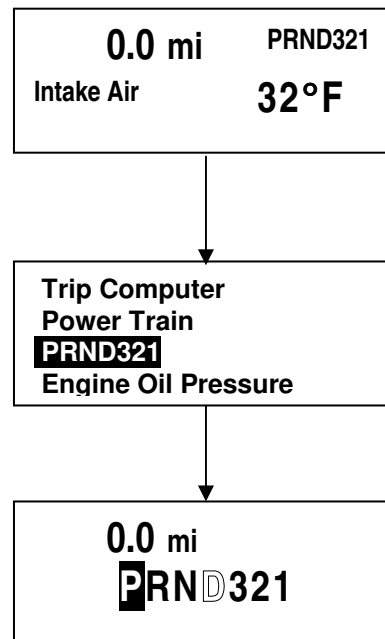 0.0 mi PRND321
Intake Air 32°F
Trip Computer
Power Train
PRND321
Engine Oil Pressure
0.0 mi
PRND321